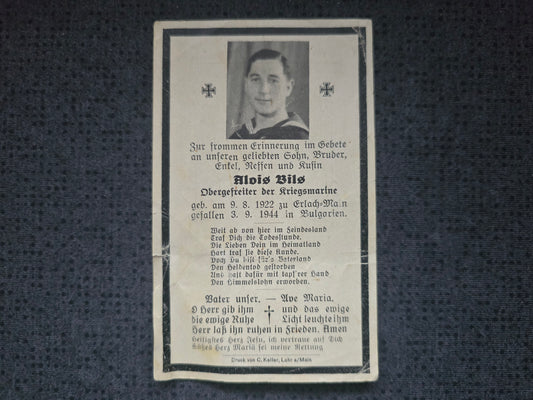 Zur frommen Erinnerung im Gebete
an unseren geliebten Sohn, Bruder,
Enkel, Neffen und Kusin
Alois Bils
Obergefreiter der Kriegsmarine
geb. am 9. 8. 1922 zu Erlach-Main
gefallen 3. 9. 1944 in Bulgorien.
Weit ab von hier im Feindesland
Traf Dich die Todesstunde.
Die Lieben Dein im Heimatland
Hart traf sie diese Kunde.
Doch Du bist für's Vaterland
Den Heldentod gestorben
Und hast dafür mit tapf'rer Hand
Den Himmelslohn erworben.
Vater unser. — Ave Maria.
O Herr gib ihm und das ewige
die ewige Ruhe Licht leuchte ihm
Herr laß ihn ruhen in Frieden. Amen
Heiligstes Herz Jesu, ich vertraue auf Dich
Süßes Herz Mariä sei meine Rettung
Druck von C. Keller, Lohr a/Main